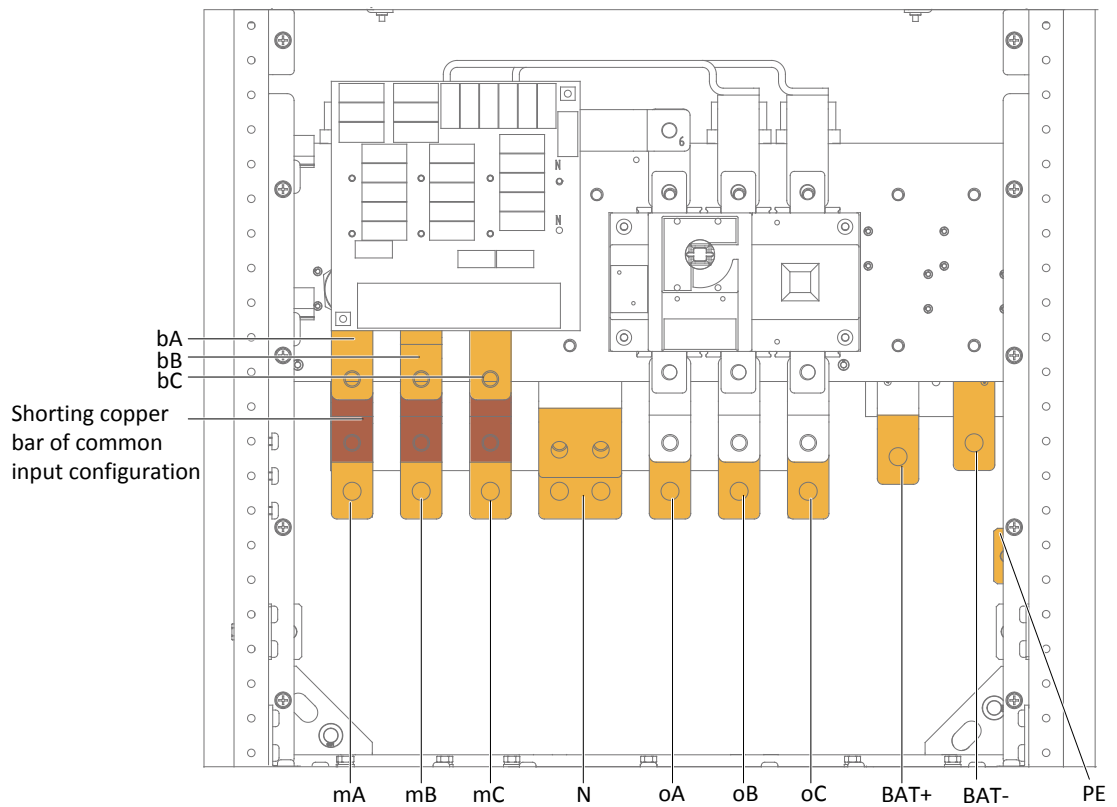 6
N
N
bA
bB
bC
Shorting copper
bar of common
input configuration
mA mB mC N oA oB oC BAT+ BAT- PE